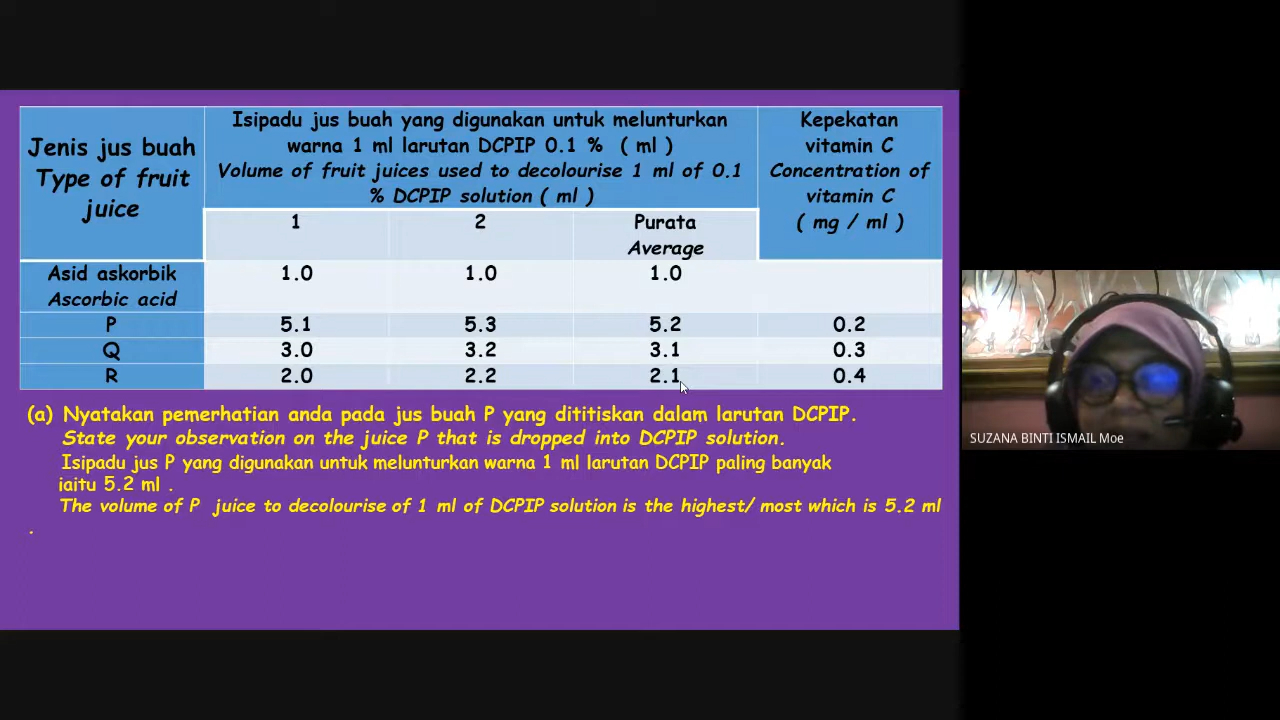 Jenis jus buah
Type of fruit
juice
Isipadu jus buah yang digunakan untuk melunturkan
warna 1 ml larutan DCPIP 0.1 % ( ml )
Volume of fruit juices used to decolourise 1 ml of 0.1
% DCPIP solution ( ml )
Kepekatan
vitamin C
Concentration of
vitamin C
( mg / ml )
1 2 Purata
Average
Asid askorbik 1.0 1.0 1.0
Ascorbic acid
P 5.1 5.3 5.2 0.2
Q 3.0 3.2 3.1 0.3
R 2.0 2.2 2.1 0.4
(a) Nyatakan pemerhatian anda pada jus buah P yang dititiskan dalam larutan DCPIP.
State your observation on the juice P that is dropped into DCPIP solution.
Isipadu jus P yang digunakan untuk melunturkan warna 1 ml larutan DCPIP paling banyak
iaitu 5.2 ml .
The volume of P juice to decolourise of 1 ml of DCPIP solution is the highest/ most which is 5.2 ml
.
SUZANA BINTI ISMAIL Moe